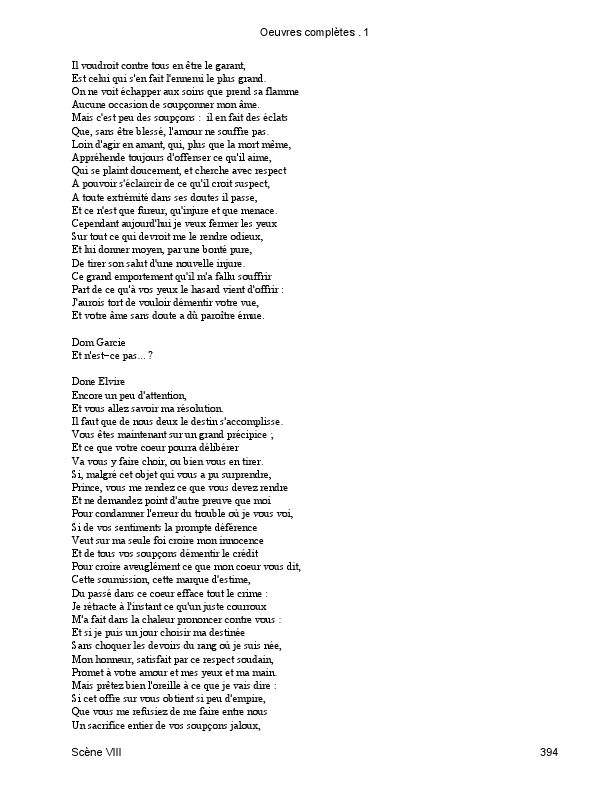 Oeuvres complètes . 1
Il voudroit contre tous en être le garant,
Est celui qui s'en fait l'ennemi le plus grand.
On ne voit échapper aux soins que prend sa flamme
Aucune occasion de soupçonner mon âme.
Mais c'est peu des soupçons : il en fait des éclats
Que, sans être blessé, l'amour ne souffre pas.
Loin d'agir en amant, qui, plus que la mort même,
Appréhende toujours d'offenser ce qu'il aime,
Qui se plaint doucement, et cherche avec respect
A pouvoir s'éclaircir de ce qu'il croit suspect,
A toute extrémité dans ses doutes il passe,
Et ce n'est que fureur, qu'injure et que menace.
Cependant aujourd'hui je veux fermer les yeux
Sur tout ce qui devroit me le rendre odieux,
Et lui donner moyen, par une bonté pure,
De tirer son salut d'une nouvelle injure.
Ce grand emportement qu'il m'a fallu souffrir
Part de ce qu'à vos yeux le hasard vient d'offrir :
J'aurois tort de vouloir démentir votre vue,
Et votre âme sans doute a dû paroître émue.
Dom Garcie
Et n'est-ce pas... ?
Done Elvire
Encore un peu d'attention,
Et vous allez savoir ma résolution.
Il faut que de nous deux le destin s'accomplisse.
Vous êtes maintenant sur un grand précipice ;
Et ce que votre coeur pourra délibérer
Va vous y faire choir, ou bien vous en tirer.
Si, malgré cet objet qui vous a pu surprendre,
Prince, vous me rendez ce que vous devez rendre
Et ne demandez point d'autre preuve que moi
Pour condamner l'erreur du trouble où je vous voi,
Si de vos sentiments la prompte déférence
Veut sur ma seule foi croire mon innocence
Et de tous vos soupçons démentir le crédit
Pour croire aveuglément ce que mon coeur vous dit,
Cette soumission, cette marque d'estime,
Du passé dans ce coeur efface tout le crime :
Je rétracte à l'instant ce qu'un juste courroux
M'a fait dans la chaleur prononcer contre vous :
Et si je puis un jour choisir ma destinée
Sans choquer les devoirs du rang où je suis née,
Mon honneur, satisfait par ce respect soudain,
Promet à votre amour et mes yeux et ma main.
Mais prêtez bien l'oreille à ce que je vais dire :
Si cet offre sur vous obtient si peu d'empire,
Que vous me refusiez de me faire entre nous
Un sacrifice entier de vos soupçons jaloux,
Scène VIII 394